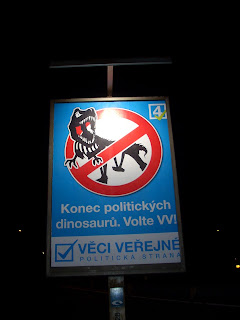 4
Konec politických
dinosaurů. Volte VV!
VĚCI VEŘEJNÉ
POLITICKÁ STRANA